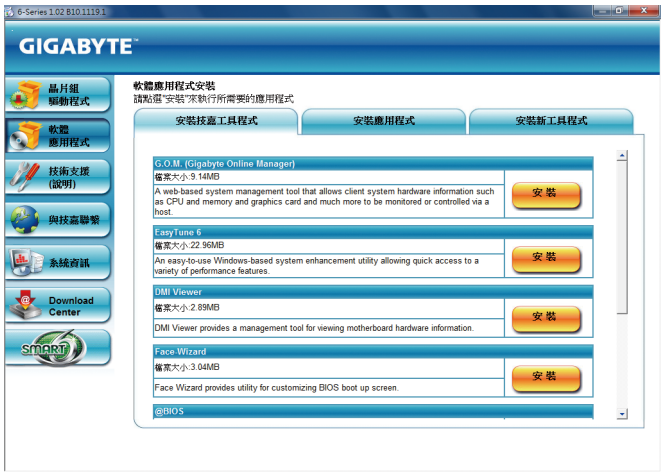 6-Series 1.02 B10.1119.1
GIGABYTE™
晶片組
驅動程式
軟體
應用程式
技術支援
(說明)
與技嘉聯繫
系統資訊
Download
Center
SMART 6
軟體應用程式安裝
請點選"安裝"來執行所需要的應用程式
安裝技嘉工具程式
安裝應用程式
安裝新工具程式
G.O.M. (Gigabyte Online Manager)
檔案大小:9.14MB
A web-based system management tool that allows client system hardware information such
as CPU and memory and graphics card and much more to be monitored or controlled via a
host.
安裝
EasyTune 6
檔案大小:22.96MB
An easy-to-use Windows-based system enhancement utility allowing quick access to a
variety of performance features.
安裝
DMI Viewer
檔案大小:2.89MB
DMI Viewer provides a management tool for viewing motherboard hardware information.
安裝
Face-Wizard
檔案大小:3.04MB
Face Wizard provides utility for customizing BIOS boot up screen.
安裝
@BIOS